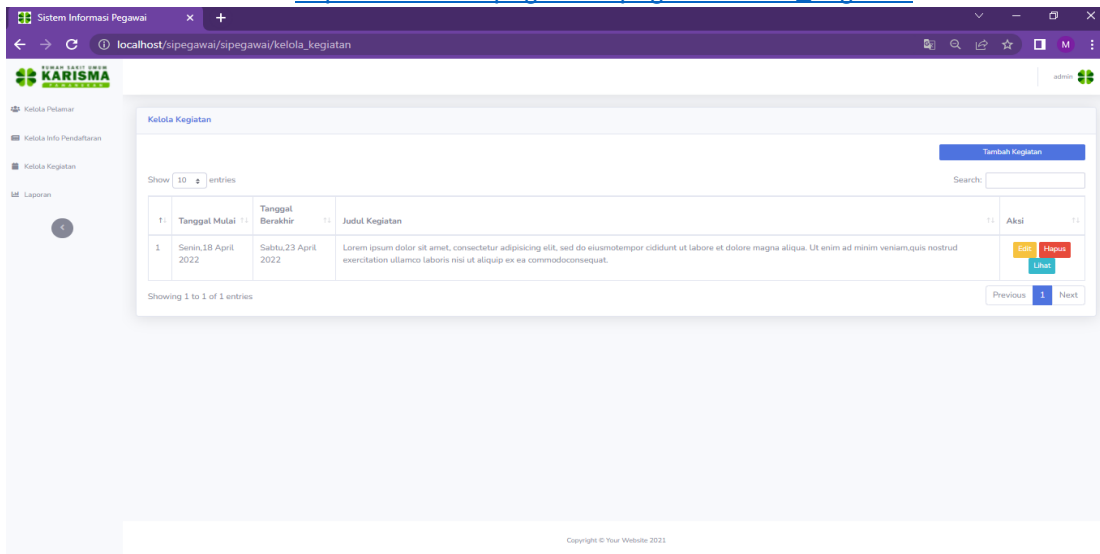 Sistem Informasi Pegawai
localhost/sipegawai/sipegawai/kelola_kegiatan
M
RUMAH SAKIT UMUM
KARISMA
admin
Kelola Pelamar
Kelola Info Pendaftaran
Kelola Kegiatan
Laporan
Kelola Kegiatan
Tambah Kegiatan
Show 10 entries
Search:
Tanggal Mulai
Tanggal Berakhir
Judul Kegiatan
Aksi
1
Senin,18 April
2022
Sabtu,23 April
2022
Lorem ipsum dolor sit amet, consectetur adipisicing elit, sed do eiusmotempor cididunt ut labore et dolore magna aliqua. Ut enim ad minim veniam,quis nostrud
exercitation ullamco laboris nisi ut aliquip ex ea commodoconsequat.
Edit Hapus
Lihat
Showing 1 to 1 of 1 entries
Previous 1 Next
Copyright © Your Website 2021